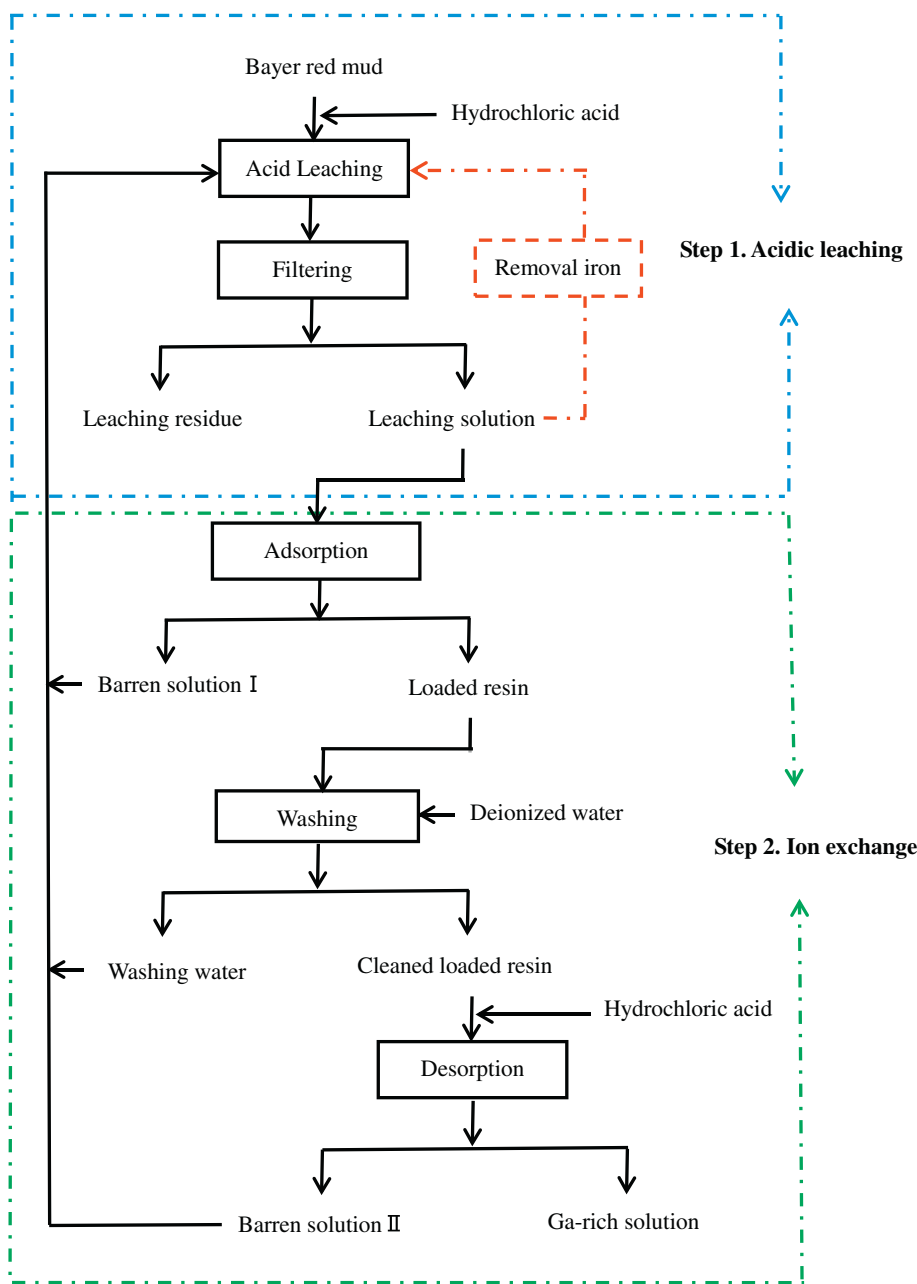 Bayer red mud
Hydrochloric acid
Acid Leaching
Filtering
Removal iron
Step 1. Acidic leaching
Leaching residue
Leaching solution
Adsorption
Barren solution Ⅰ
Loaded resin
Washing
Deionized water
Step 2. Ion exchange
Washing water
Cleaned loaded resin
Hydrochloric acid
Desorption
Barren solution Ⅱ
Ga-rich solution